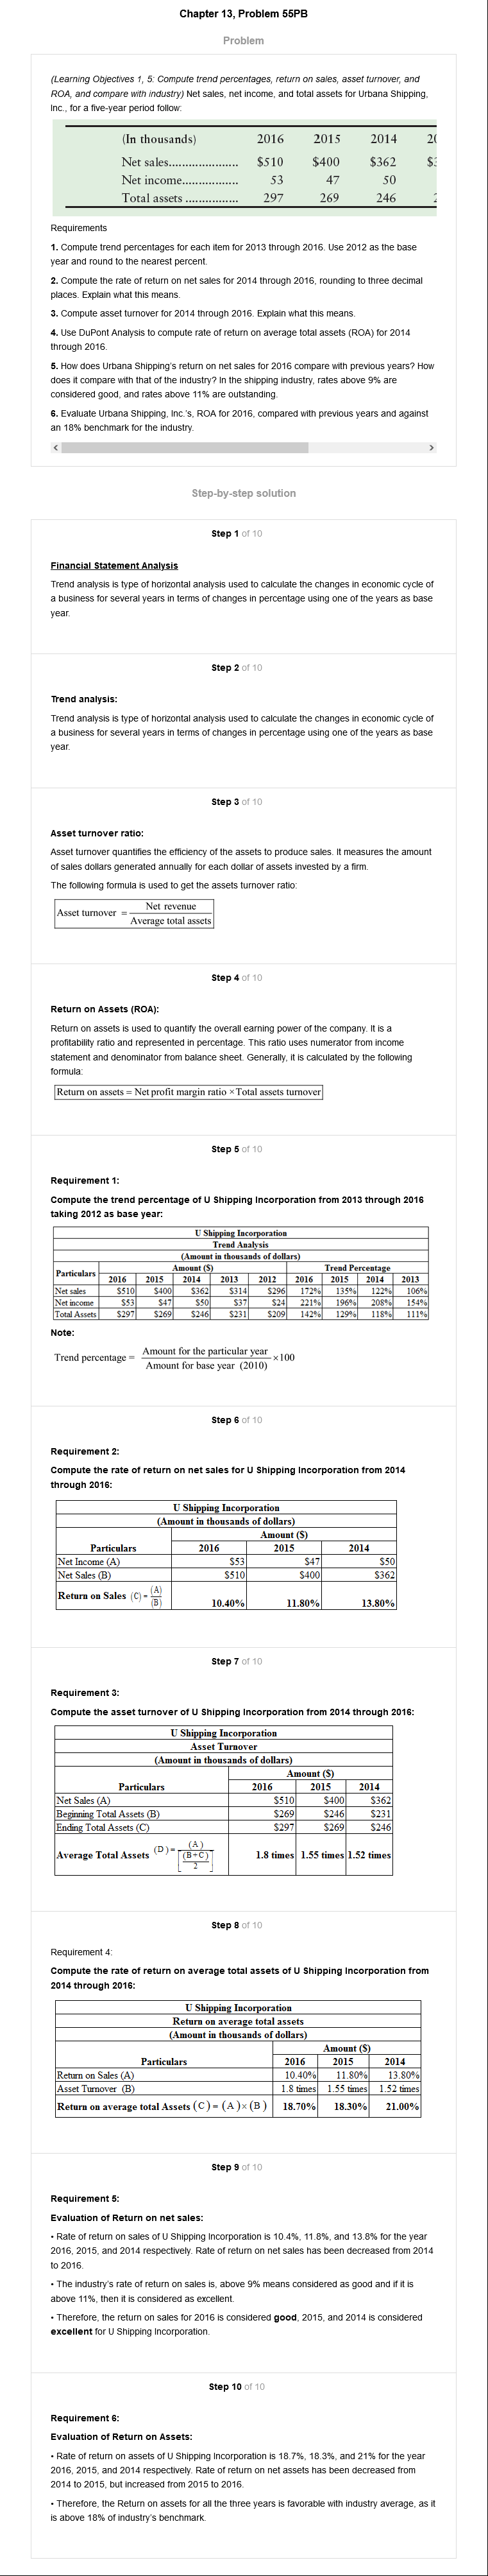 Chapter 13, Problem 55PB
Problem
(Learning Objectives 1, 5: Compute trend percentages, return on sales, asset turnover, and
ROA, and compare with industry) Net sales, net income, and total assets for Urbana Shipping,
Inc., for a five-year period follow:
(In thousands) 2016 2015 2014 20
Net sales..................... $510 $400 $362 $3
Net income................. 53 47 50
Total assets ................ 297 269 246 2
Requirements
1. Compute trend percentages for each item for 2013 through 2016. Use 2012 as the base
year and round to the nearest percent.
2. Compute the rate of return on net sales for 2014 through 2016, rounding to three decimal
places. Explain what this means.
3. Compute asset turnover for 2014 through 2016. Explain what this means.
4. Use DuPont Analysis to compute rate of return on average total assets (ROA) for 2014
through 2016.
5. How does Urbana Shipping's return on net sales for 2016 compare with previous years? How
does it compare with that of the industry? In the shipping industry, rates above 9% are
considered good, and rates above 11% are outstanding.
6. Evaluate Urbana Shipping, Inc.'s, ROA for 2016, compared with previous years and against
an 18% benchmark for the industry.
Step-by-step solution
Step 1 of 10
Financial Statement Analysis
Trend analysis is type of horizontal analysis used to calculate the changes in economic cycle of
a business for several years in terms of changes in percentage using one of the years as base
year.
Step 2 of 10
Trend analysis:
Trend analysis is type of horizontal analysis used to calculate the changes in economic cycle of
a business for several years in terms of changes in percentage using one of the years as base
year.
Step 3 of 10
Asset turnover ratio:
Asset turnover quantifies the efficiency of the assets to produce sales. It measures the amount
of sales dollars generated annually for each dollar of assets invested by a firm.
The following formula is used to get the assets turnover ratio:
Asset turnover = Net revenue
Average total assets
Step 4 of 10
Return on Assets (ROA):
Return on assets is used to quantify the overall earning power of the company. It is a
profitability ratio and represented in percentage. This ratio uses numerator from income
statement and denominator from balance sheet. Generally, it is calculated by the following
formula:
Return on assets = Net profit margin ratio × Total assets turnover
Step 5 of 10
Requirement 1:
Compute the trend percentage of U Shipping Incorporation from 2013 through 2016
taking 2012 as base year:
U Shipping Incorporation
Trend Analysis
(Amount in thousands of dollars)
Particulars Amount ($) Trend Percentage
2016 2015 2014 2013 2012 2016 2015 2014 2013
Net sales $510 $400 $362 $314 $296 172% 135% 122% 106%
Net income $53 $47 $50 $37 $24 221% 196% 208% 154%
Total Assets $297 $269 $246 $231 $209 142% 129% 118% 111%
Note:
Trend percentage = Amount for the particular year
Amount for base year (2010) ×100
Step 6 of 10
Requirement 2:
Compute the rate of return on net sales for U Shipping Incorporation from 2014
through 2016:
U Shipping Incorporation
(Amount in thousands of dollars)
Amount ($)
Particulars 2016 2015 2014
Net Income (A) $53 $47 $50
Net Sales (B) $510 $400 $362
Return on Sales (C) = (A)
(B)
10.40% 11.80% 13.80%
Step 7 of 10
Requirement 3:
Compute the asset turnover of U Shipping Incorporation from 2014 through 2016:
U Shipping Incorporation
Asset Turnover
(Amount in thousands of dollars)
Amount ($)
Particulars 2016 2015 2014
Net Sales (A) $510 $400 $362
Beginning Total Assets (B) $269 $246 $231
Ending Total Assets (C) $297 $269 $246
Average Total Assets (D) = (A)
[(B+C)
2] 1.8 times 1.55 times 1.52 times
Step 8 of 10
Requirement 4:
Compute the rate of return on average total assets of U Shipping Incorporation from
2014 through 2016:
U Shipping Incorporation
Return on average total assets
(Amount in thousands of dollars)
Amount ($)
Particulars 2016 2015 2014
Return on Sales (A) 10.40% 11.80% 13.80%
Asset Turnover (B) 1.8 times 1.55 times 1.52 times
Return on average total Assets (C) = (A)×(B) 18.70% 18.30% 21.00%
Step 9 of 10
Requirement 5:
Evaluation of Return on net sales:
• Rate of return on sales of U Shipping Incorporation is 10.4%, 11.8%, and 13.8% for the year
2016, 2015, and 2014 respectively. Rate of return on net sales has been decreased from 2014
to 2016.
• The industry's rate of return on sales is, above 9% means considered as good and if it is
above 11%, then it is considered as excellent.
• Therefore, the return on sales for 2016 is considered good, 2015, and 2014 is considered
excellent for U Shipping Incorporation.
Step 10 of 10
Requirement 6:
Evaluation of Return on Assets:
• Rate of return on assets of U Shipping Incorporation is 18.7%, 18.3%, and 21% for the year
2016, 2015, and 2014 respectively. Rate of return on net assets has been decreased from
2014 to 2015, but increased from 2015 to 2016.
• Therefore, the Return on assets for all the three years is favorable with industry average, as it
is above 18% of industry's benchmark.